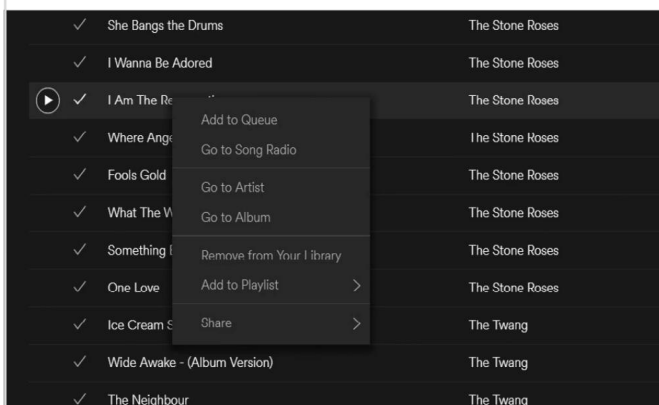 She Bangs the Drums The Stone Roses
I Wanna Be Adored The Stone Roses
I Am The Re The Stone Roses
Add to Queue
Where Ange The Stone Roses
Go to Song Radio
Fools Gold The Stone Roses
Go to Artist
What The W The Stone Roses
Go to Album
Something The Stone Roses
Remove from Your Library
One Love The Stone Roses
Add to Playlist
Ice Cream S The Twang
Share
Wide Awake - (Album Version) The Twang
The Neighbour The Twang